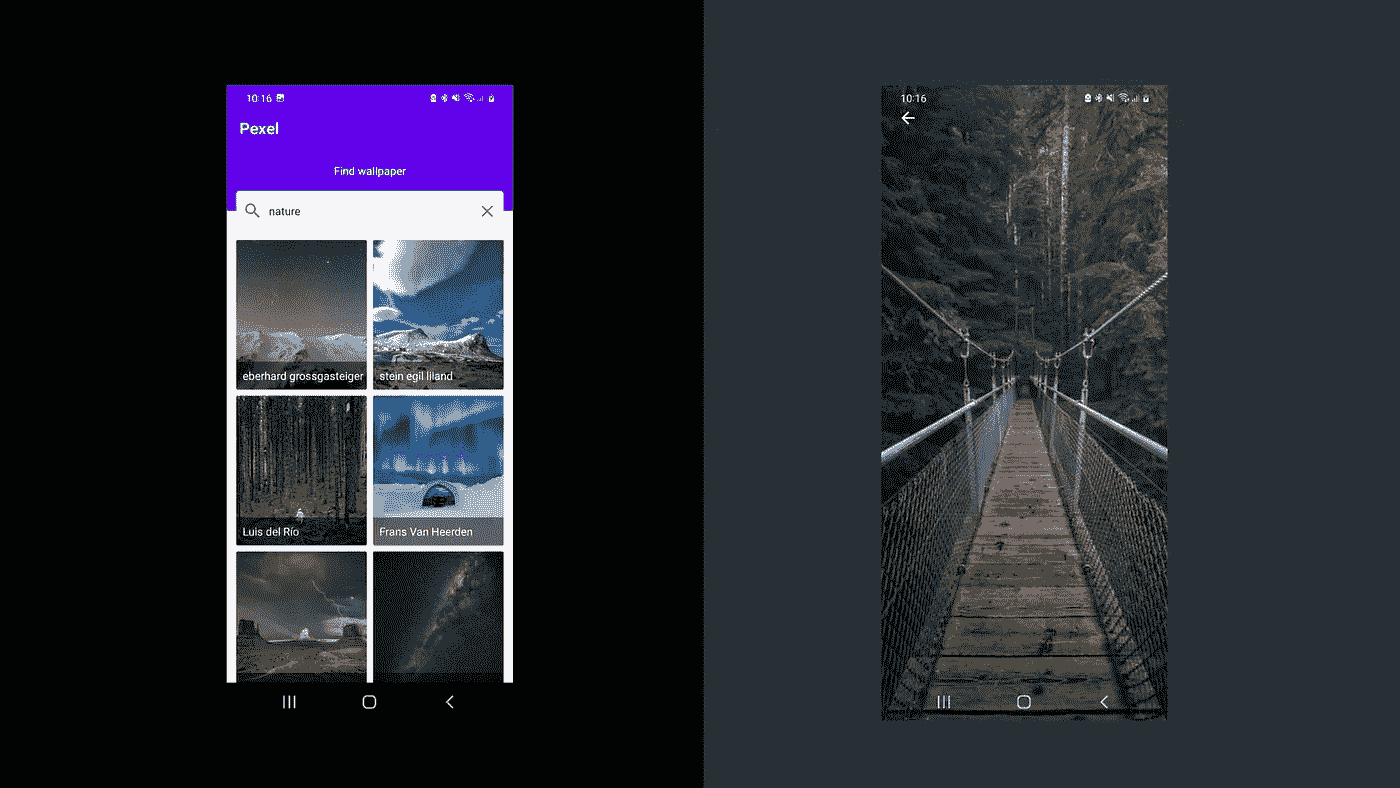 10:16
Pexel
Find wallpaper
nature
eberhard grossgasteiger
stein egil liland
Luis del Río
Frans Van Heerden
10:16